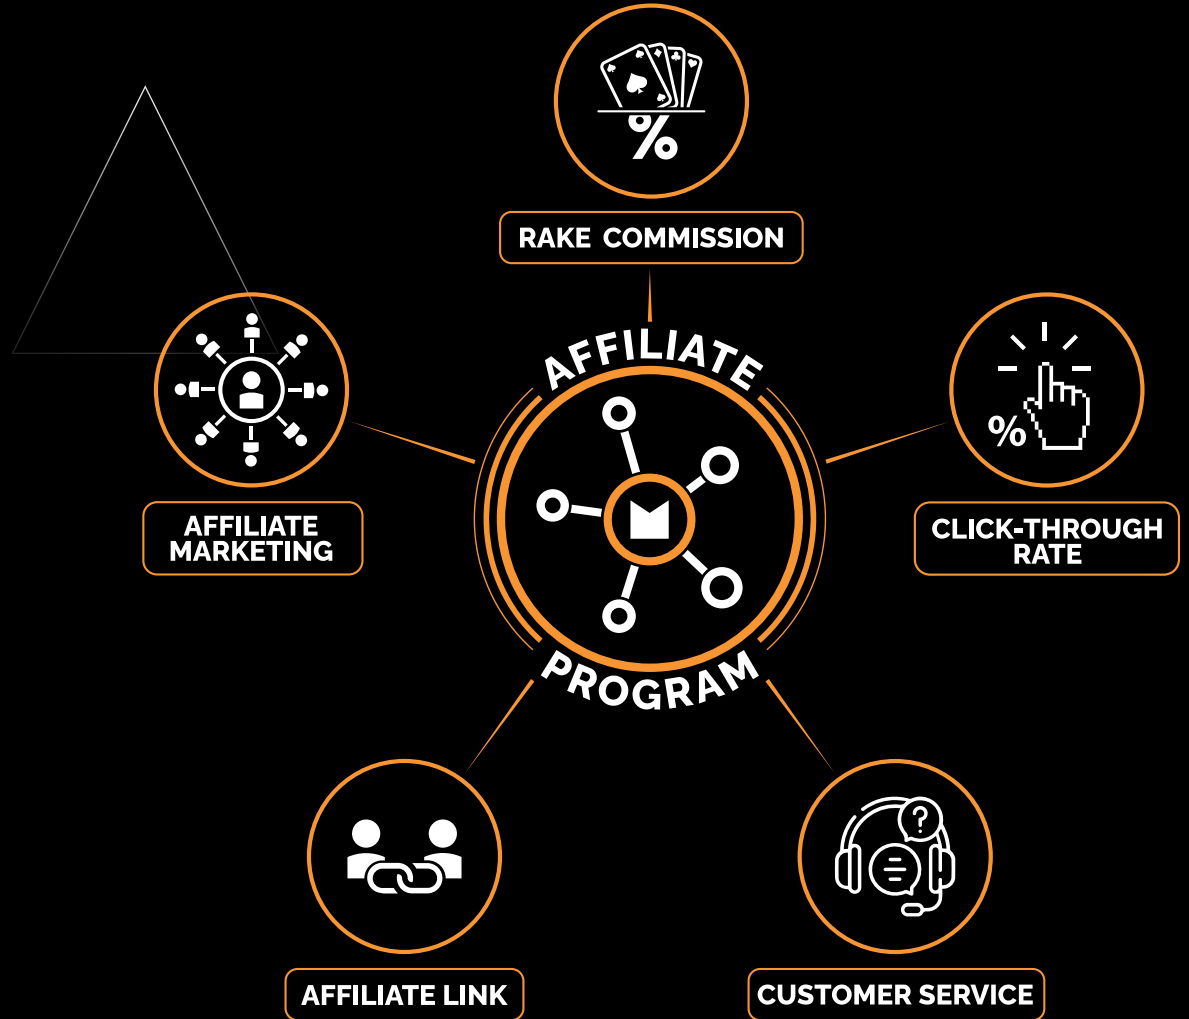 %
RAKE COMMISSION
AFFILIATE
PROGRAM
AFFILIATE
MARKETING
%
CLICK-THROUGH
RATE
AFFILIATE LINK
?
CUSTOMER SERVICE